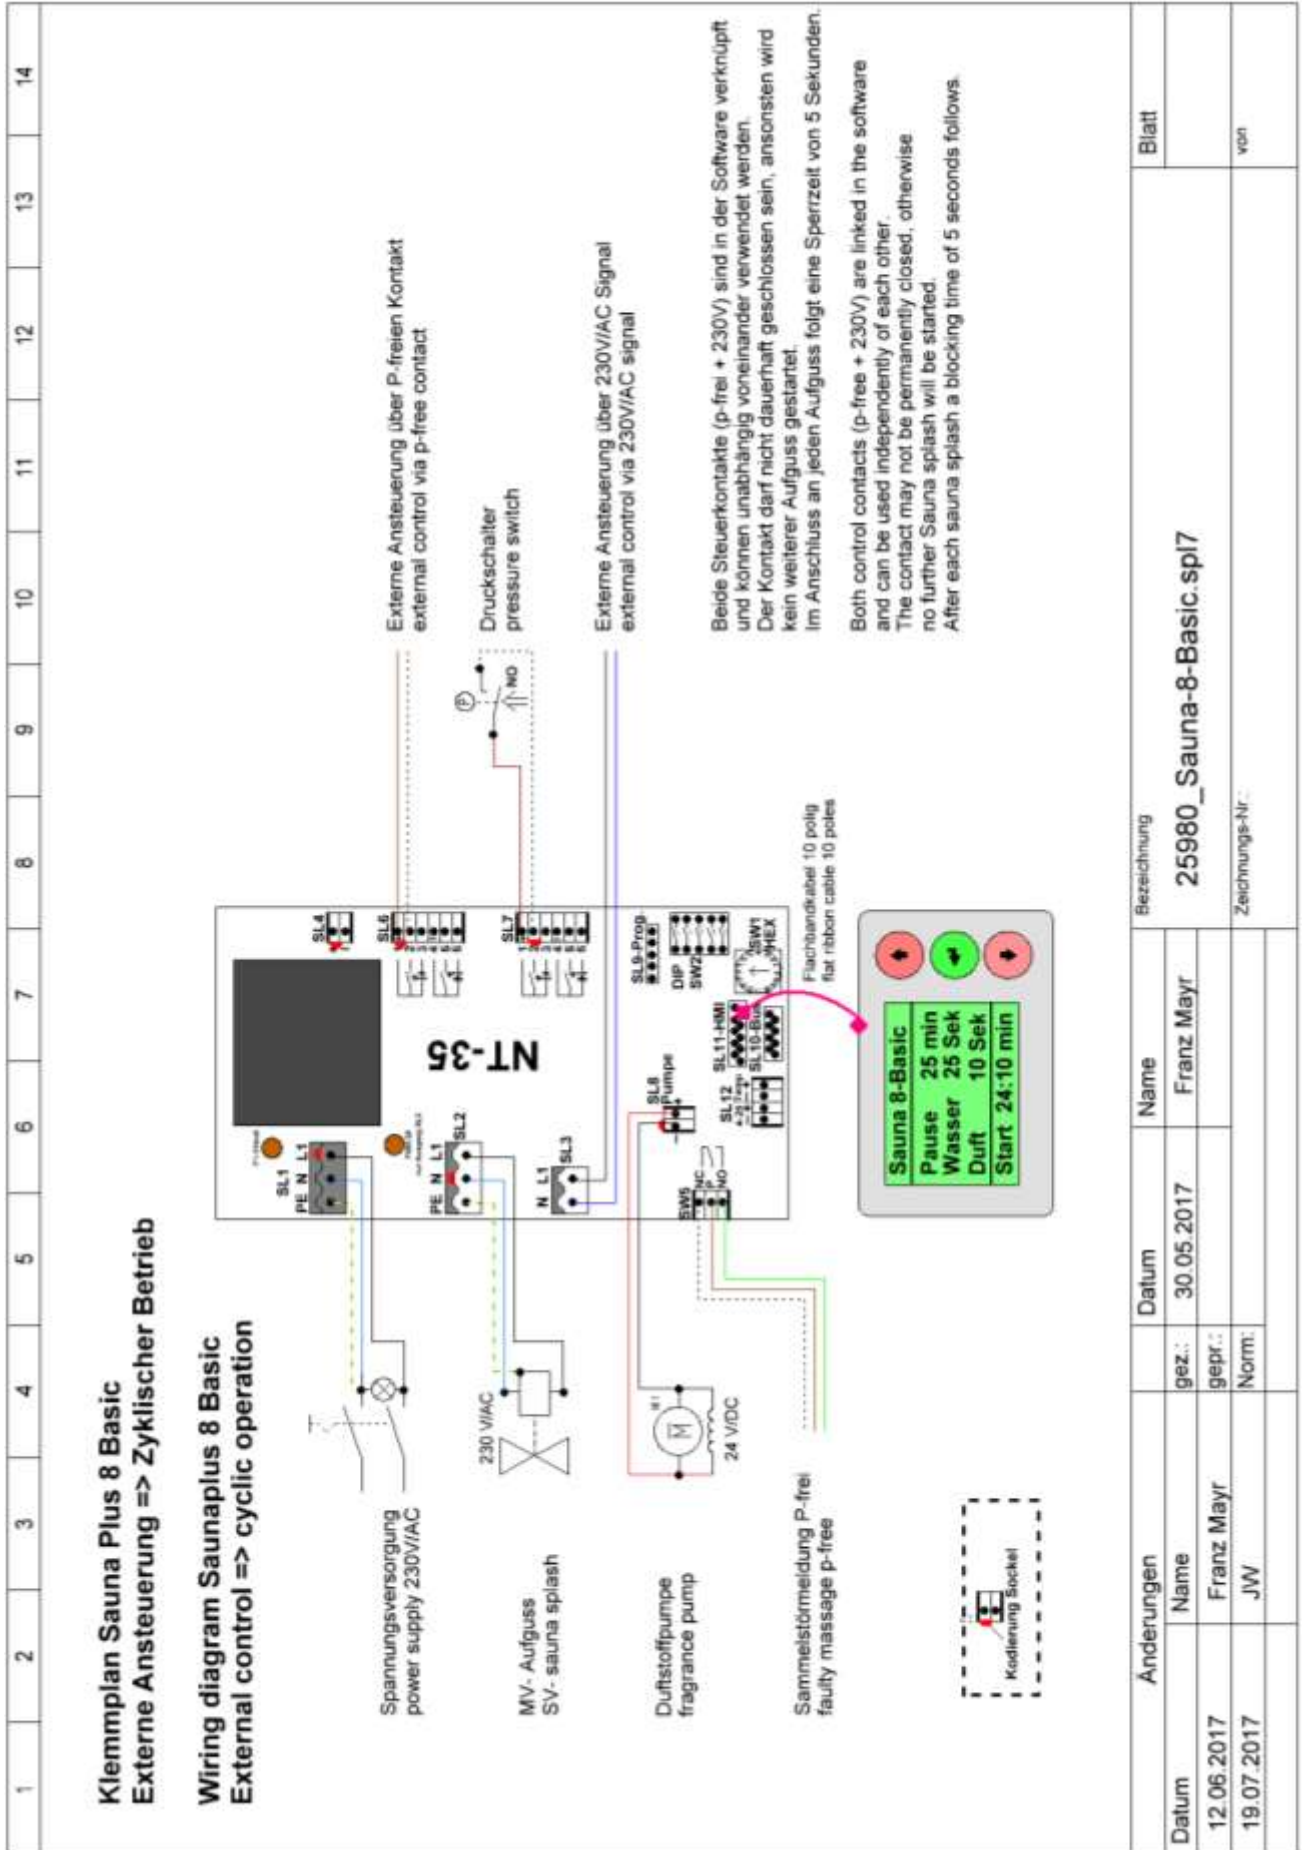 1 2 3 4 5 6 7 8 9 10 11 12 13 14
Klemmplan Sauna Plus 8 Basic
Externe Ansteuerung => Zyklischer Betrieb
Wiring diagram Saunaplus 8 Basic
External control => cyclic operation
Spannungsversorgung
power supply 230V/AC
MV- Aufguss
SV- sauna splash
230 V/AC
Duftstoffpumpe
fragrance pump
M
24 V/DC
Sammelstörmeldung P-frei
faulty massage p-free
Kodierung Sockel
SL1
PE N L1
SL2
PE N L1
SL3
N L1
SL8
Pumpe
- +
SW5
NC
P
NO
SL12
NT-35
SL4
SL6
1 2 3 4 5 6
SL7
1 2 3 4 5 6
SL9-Prog
DIP
SW2
SW1
HEX
SL11-HMI
SL10-Bus
Flachbandkabel 10 polig
flat ribbon cable 10 poles
Sauna 8-Basic
Pause 25 min
Wasser 25 Sek
Duft 10 Sek
Start 24:10 min
Externe Ansteuerung über P-freien Kontakt
external control via p-free contact
P
NO
Druckschalter
pressure switch
Externe Ansteuerung über 230V/AC Signal
external control via 230V/AC signal
Beide Steuerkontakte (p-frei + 230V) sind in der Software verknüpft
und können unabhängig voneinander verwendet werden.
Der Kontakt darf nicht dauerhaft geschlossen sein, ansonsten wird
kein weiterer Aufguss gestartet.
Im Anschluss an jeden Aufguss folgt eine Sperrzeit von 5 Sekunden.
Both control contacts (p-free + 230V) are linked in the software
and can be used independently of each other.
The contact may not be permanently closed, otherwise
no further Sauna splash will be started.
After each sauna splash a blocking time of 5 seconds follows.
Änderungen
Datum Name
12.06.2017 Franz Mayr
19.07.2017 JW
Datum Name
gez.: 30.05.2017 Franz Mayr
gepr.:
Norm:
Bezeichnung
25980_Sauna-8-Basic.spl7
Zeichnungs-Nr.:
Blatt
von